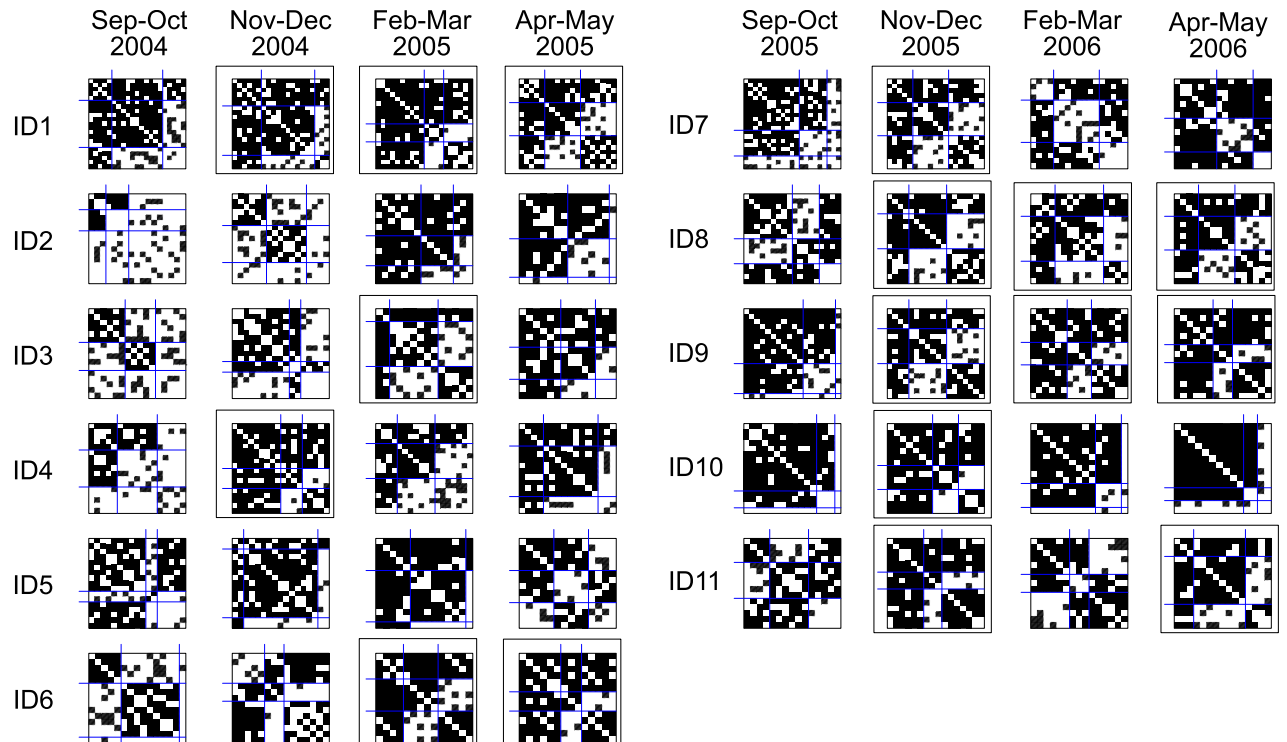 Sep-Oct 2004
Nov-Dec 2004
Feb-Mar 2005
Apr-May 2005
ID1
ID2
ID3
ID4
ID5
ID6
Sep-Oct 2005
Nov-Dec 2005
Feb-Mar 2006
Apr-May 2006
ID7
ID8
ID9
ID10
ID11